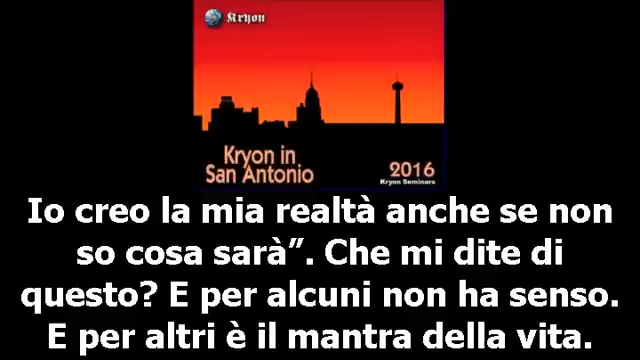 Kryon
Kryon in
San Antonio
2016
Kryon Seminars
Io creo la mia realtà anche se non
so cosa sarà”. Che mi dite di
questo? E per alcuni non ha senso.
E per altri è il mantra della vita.